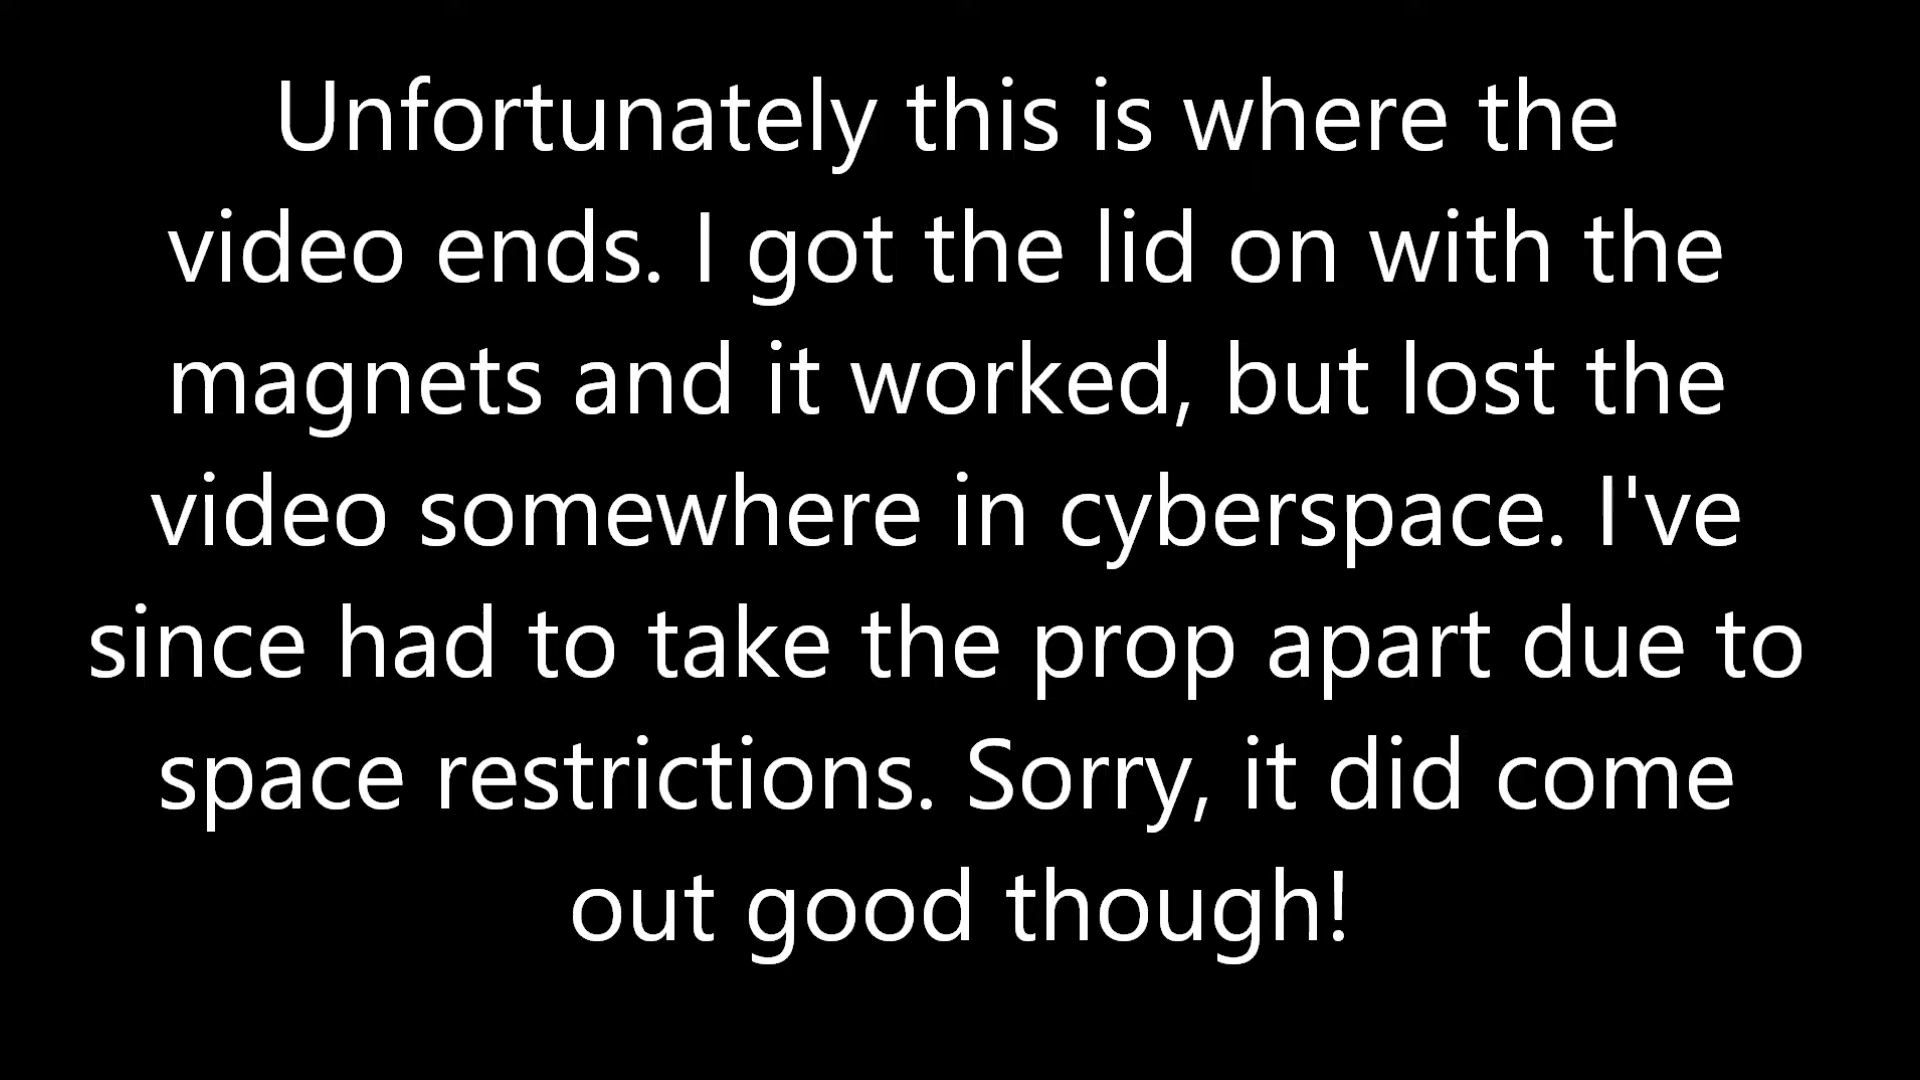 Unfortunately this is where the
video ends. I got the lid on with the
magnets and it worked, but lost the
video somewhere in cyberspace. I've
since had to take the prop apart due to
space restrictions. Sorry, it did come
out good though!